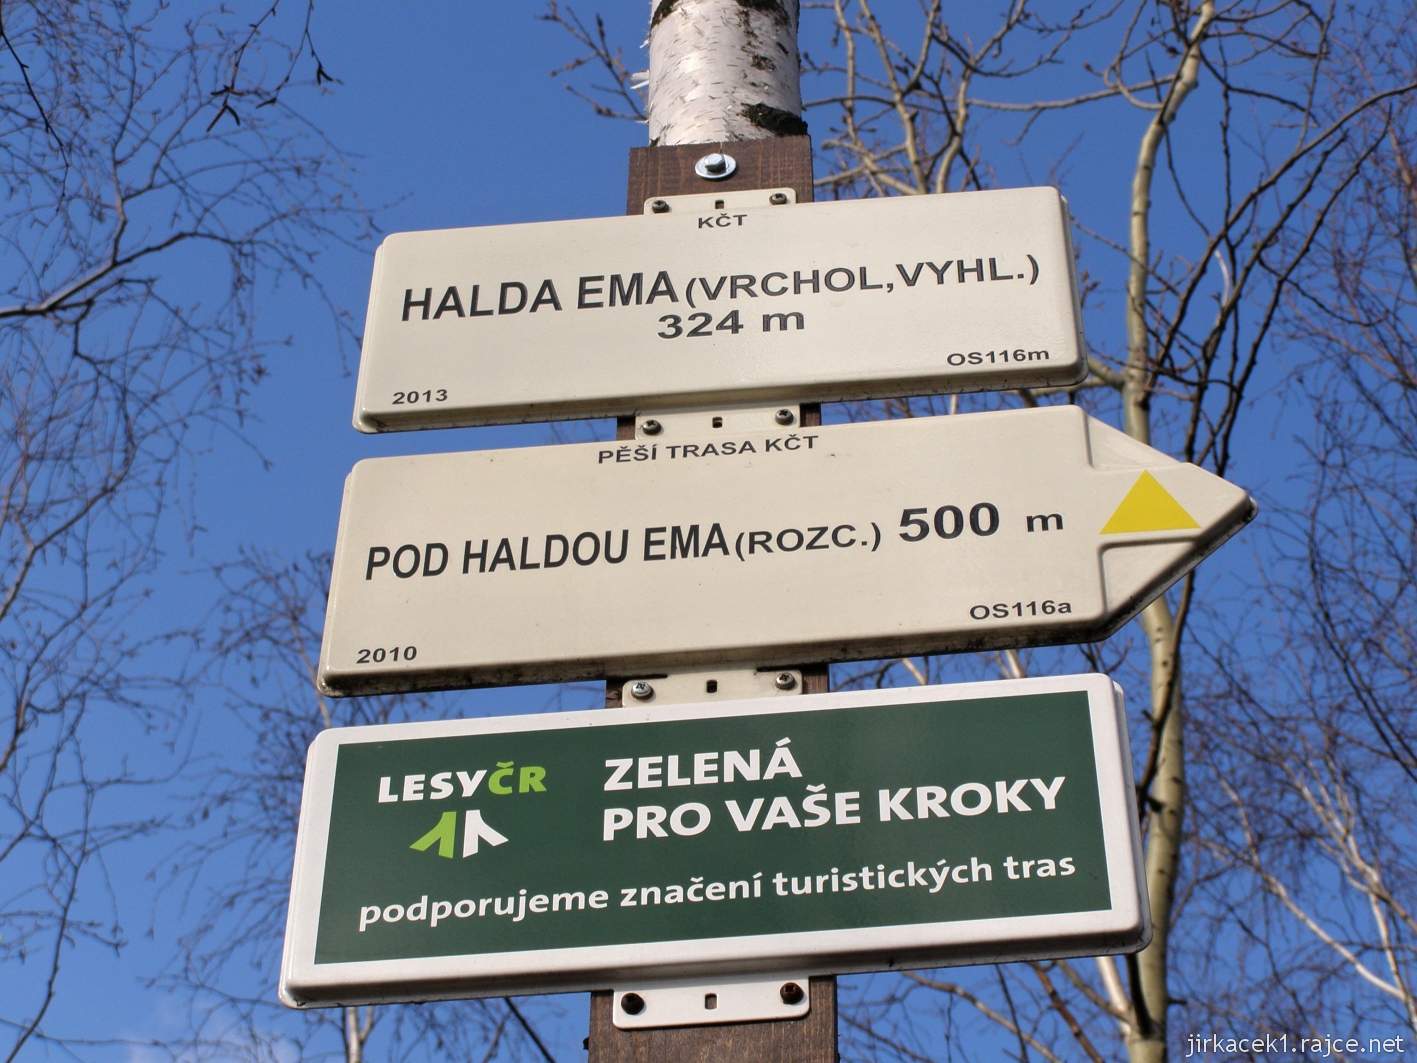 KČT
HALDA EMA(VRCHOL,VYHL.)
324 m
2013 OS116m
PĚŠÍ TRASA KČT
POD HALDOU EMA(ROZC.) 500 m
2010 OS116a
LESYČR
ZELENÁ
PRO VAŠE KROKY
podporujeme značení turistických tras
jirkacek1.rajce.net